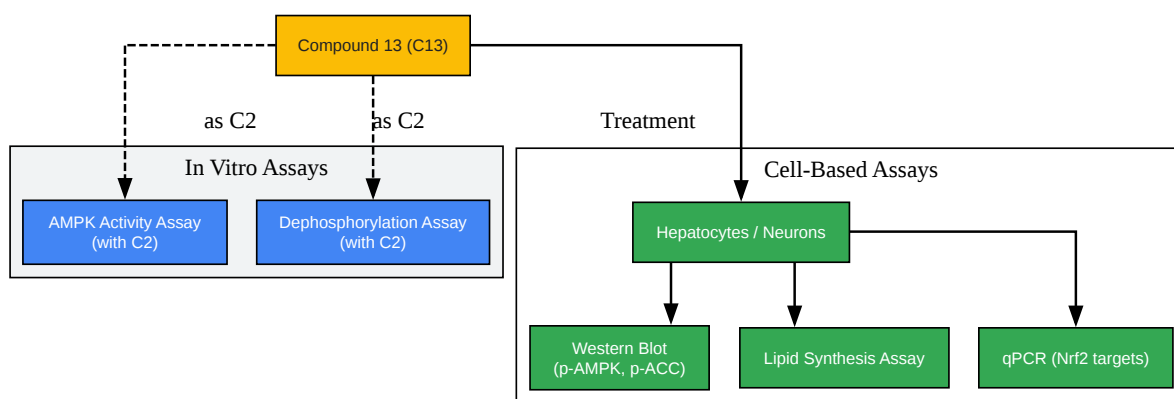 Compound 13 (C13)
as C2
as C2
Treatment
In Vitro Assays
Cell-Based Assays
AMPK Activity Assay
(with C2)
Dephosphorylation Assay
(with C2)
Hepatocytes / Neurons
Western Blot
(p-AMPK, p-ACC)
Lipid Synthesis Assay
qPCR (Nrf2 targets)